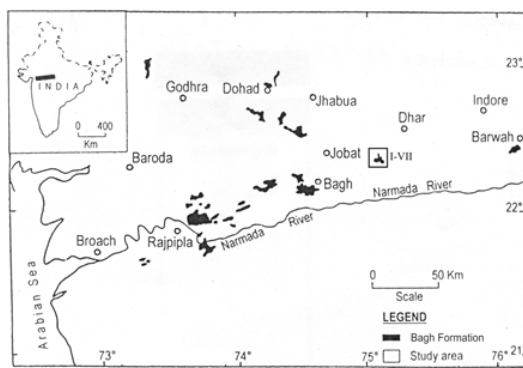 INDIA
0 400
Km
23°
Godhra
Dohad
Jhabua
Indore
Dhar
Barwah
Jobat
I-VII
Baroda
Bagh
Narmada River
22°
Rajpipla
Narmada River
Broach
Arabian Sea
0 50 Km
Scale
LEGEND
Bagh Formation
Study area
21°
73° 74° 75° 76°